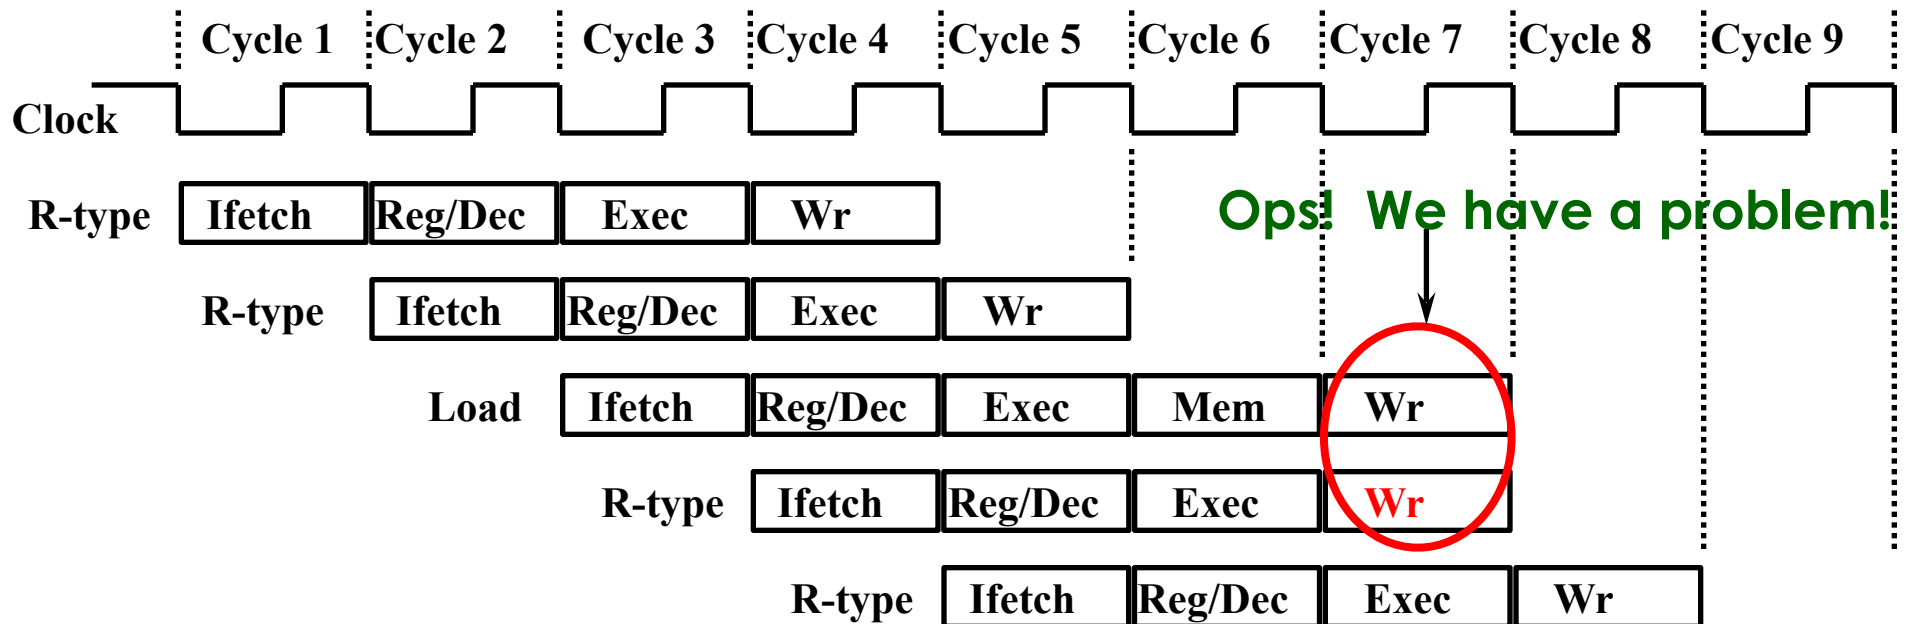 Cycle 1 Cycle 2 Cycle 3 Cycle 4 Cycle 5 Cycle 6 Cycle 7 Cycle 8 Cycle 9
Clock
R-type Ifetch Reg/Dec Exec Wr Ops! We have a problem!
R-type Ifetch Reg/Dec Exec Wr
Load Ifetch Reg/Dec Exec Mem Wr
R-type Ifetch Reg/Dec Exec Wr
R-type Ifetch Reg/Dec Exec Wr